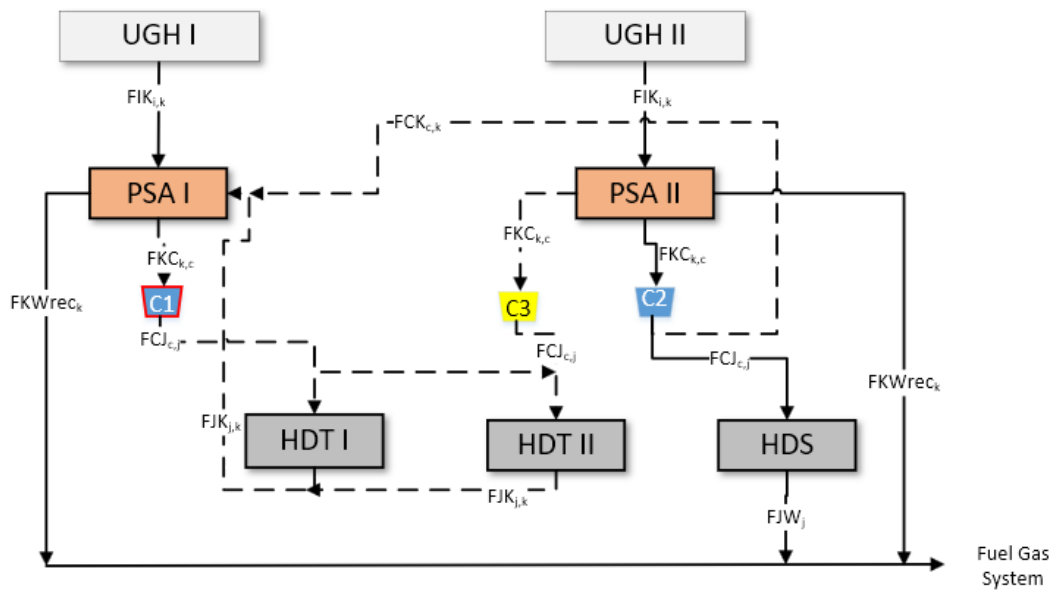 UGH I
UGH II
FIKi,k
FIKi,k
FCKc,k
PSA I
PSA II
FKCk,c
FKCk,c
FKCk,c
FKWreck
C1
C3
C2
FCJc,j
FCJc,j
FCJc,j
FKWreck
FJKj,k
HDT I
HDT II
HDS
FJKj,k
FJWj
Fuel Gas
System